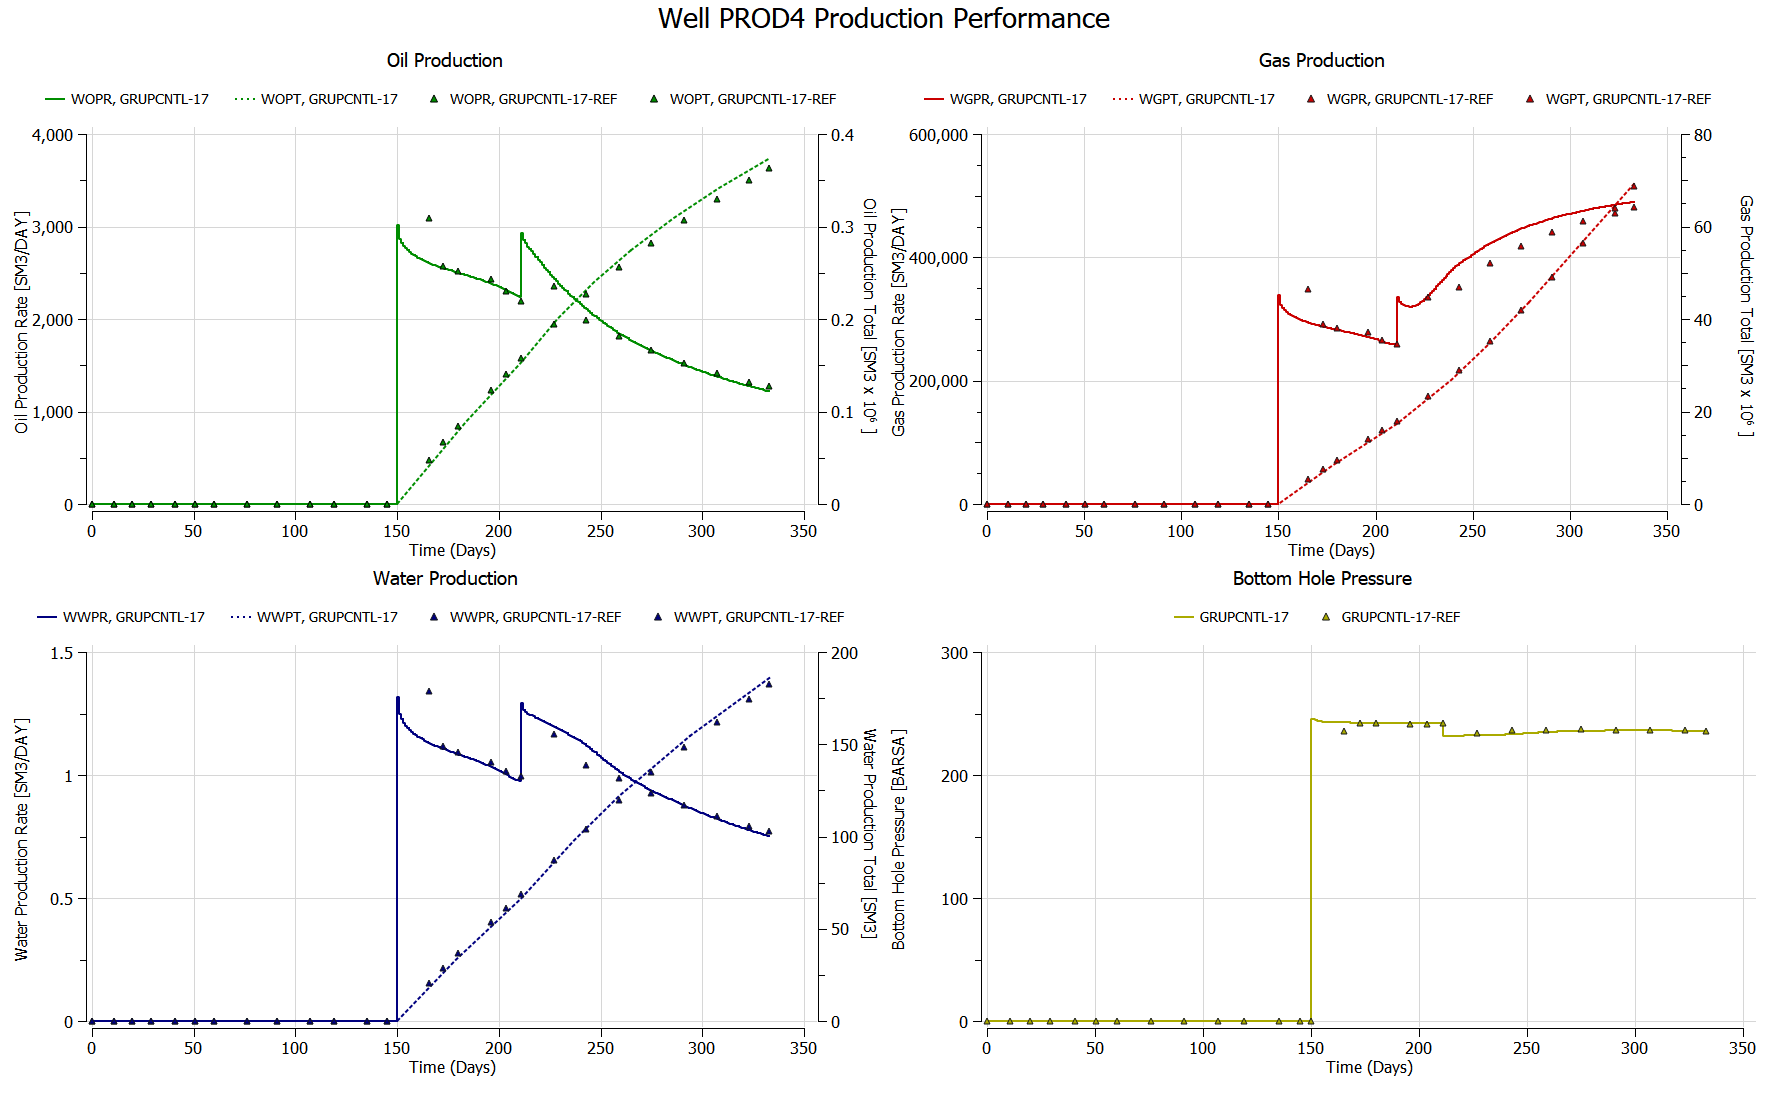 Well PROD4 Production Performance
Oil Production
WOPR, GRUPCNTL-17 WOPT, GRUPCNTL-17 WOPR, GRUPCNTL-17-REF WOPT, GRUPCNTL-17-REF
4,000
3,000
2,000
1,000
0
Oil Production Rate [SM3/DAY]
0.4
0.3
0.2
0.1
0
Oil Production Total [SM3 x 10⁶ ]
0 50 100 150 200 250 300 350
Time (Days)
Gas Production
WGPR, GRUPCNTL-17 WGPT, GRUPCNTL-17 WGPR, GRUPCNTL-17-REF WGPT, GRUPCNTL-17-REF
600,000
400,000
200,000
0
Gas Production Rate [SM3/DAY]
80
60
40
20
0
Gas Production Total [SM3 x 10⁶ ]
0 50 100 150 200 250 300 350
Time (Days)
Water Production
WWPR, GRUPCNTL-17 WWPT, GRUPCNTL-17 WWPR, GRUPCNTL-17-REF WWPT, GRUPCNTL-17-REF
1.5
1
0.5
0
Water Production Rate [SM3/DAY]
200
150
100
50
0
Water Production Total [SM3]
0 50 100 150 200 250 300 350
Time (Days)
Bottom Hole Pressure
GRUPCNTL-17 GRUPCNTL-17-REF
300
200
100
0
Bottom Hole Pressure [BARSA]
0 50 100 150 200 250 300 350
Time (Days)